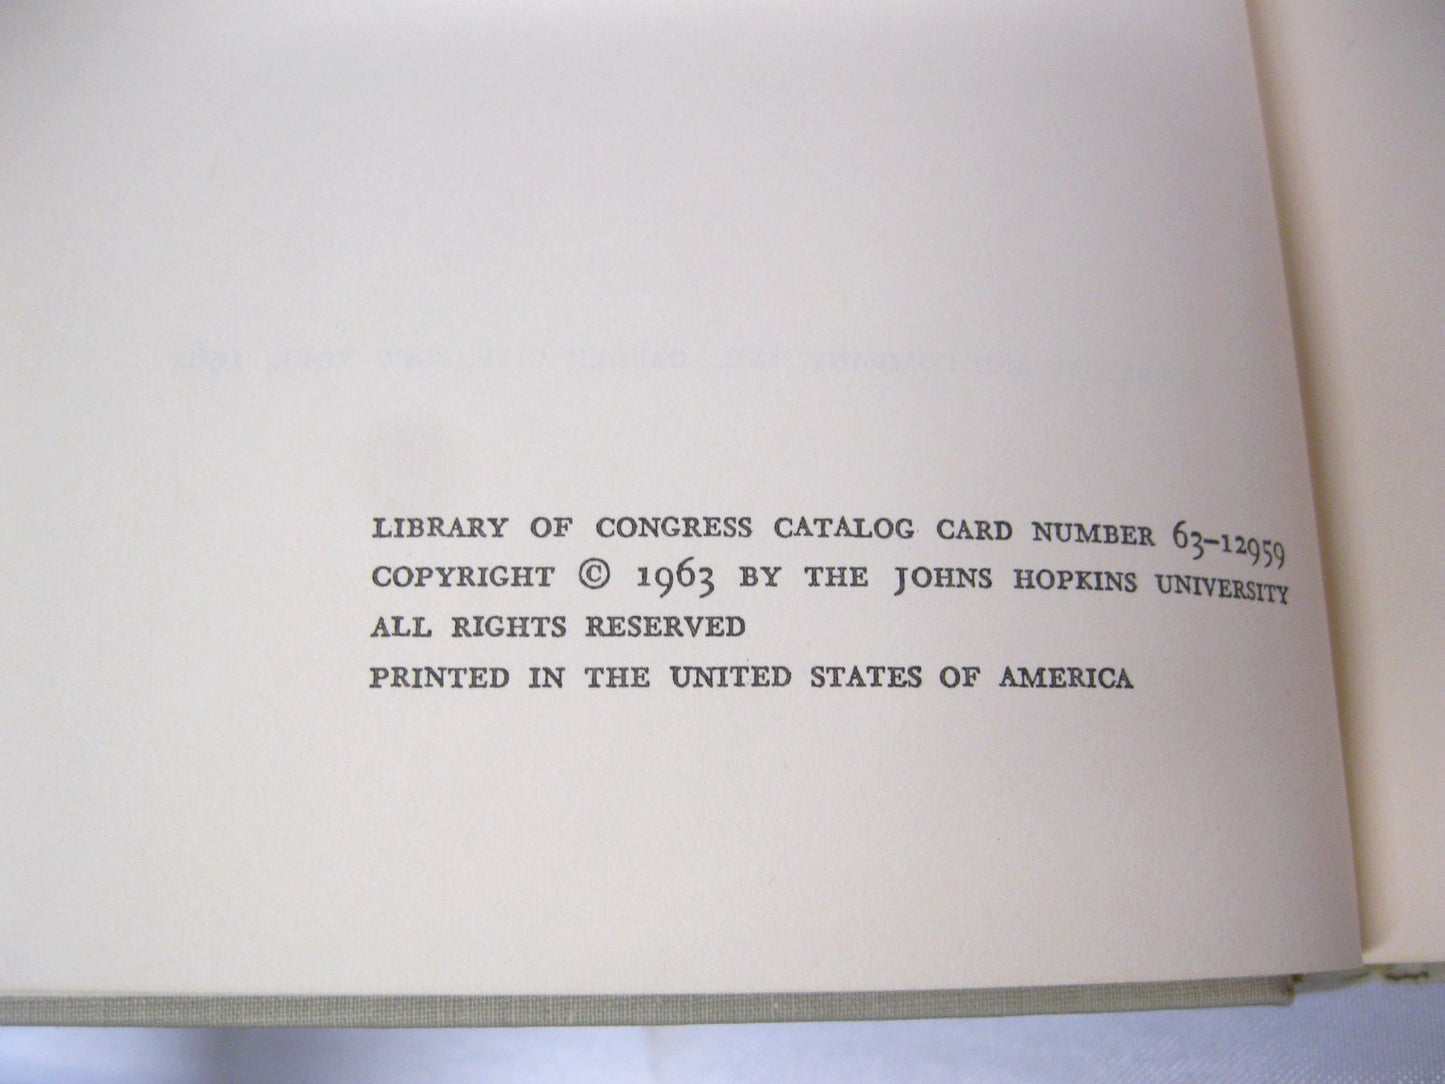 LIBRARY OF CONGRESS CATALOG CARD NUMBER 63-12959
COPYRIGHT © 1963 BY THE JOHNS HOPKINS UNIVERSITY
ALL RIGHTS RESERVED
PRINTED IN THE UNITED STATES OF AMERICA